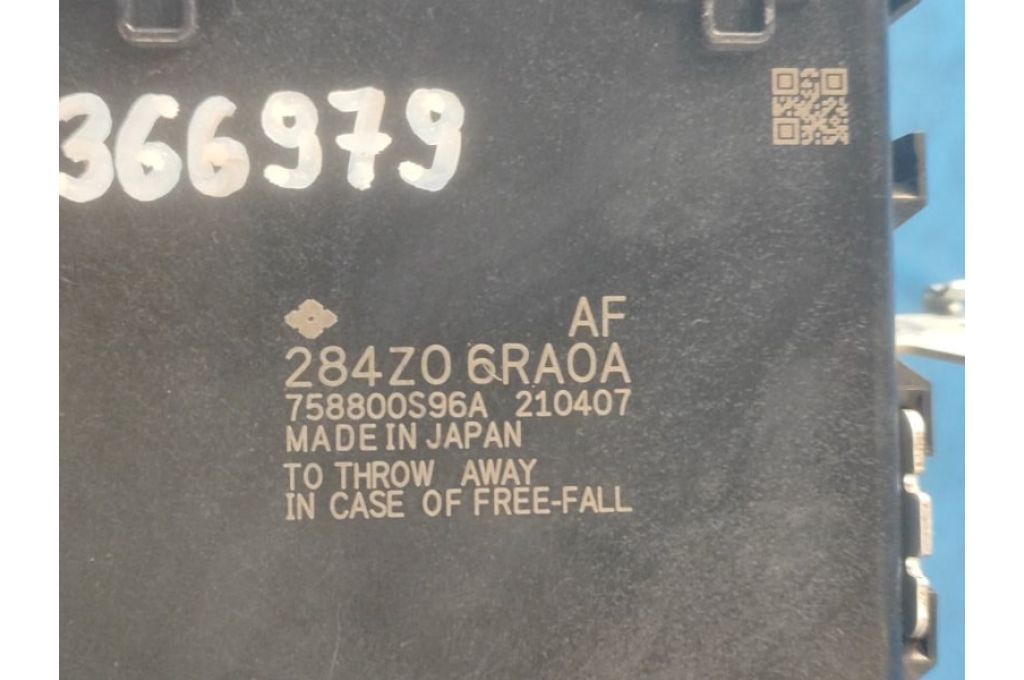 366979
AF
284Z0 6RA0A
758800S96A 210407
MADE IN JAPAN
TO THROW AWAY
IN CASE OF FREE-FALL